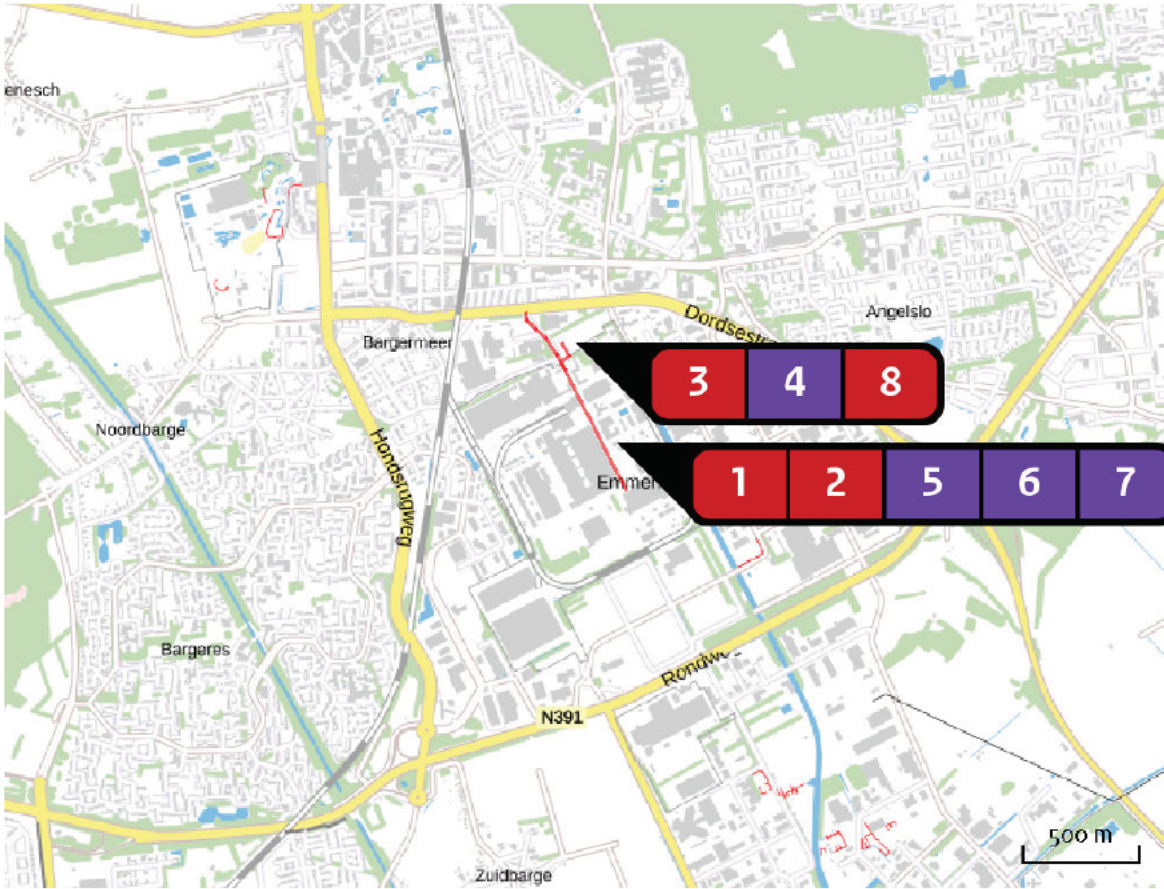 enesch
Dordsestr
Angelslo
Bargermeer
3 4 8
Noordbarge
Hondsrugweg
Emmen
1 2 5 6 7
Bargeres
Rondwe
N391
500 m
Zuidbarge